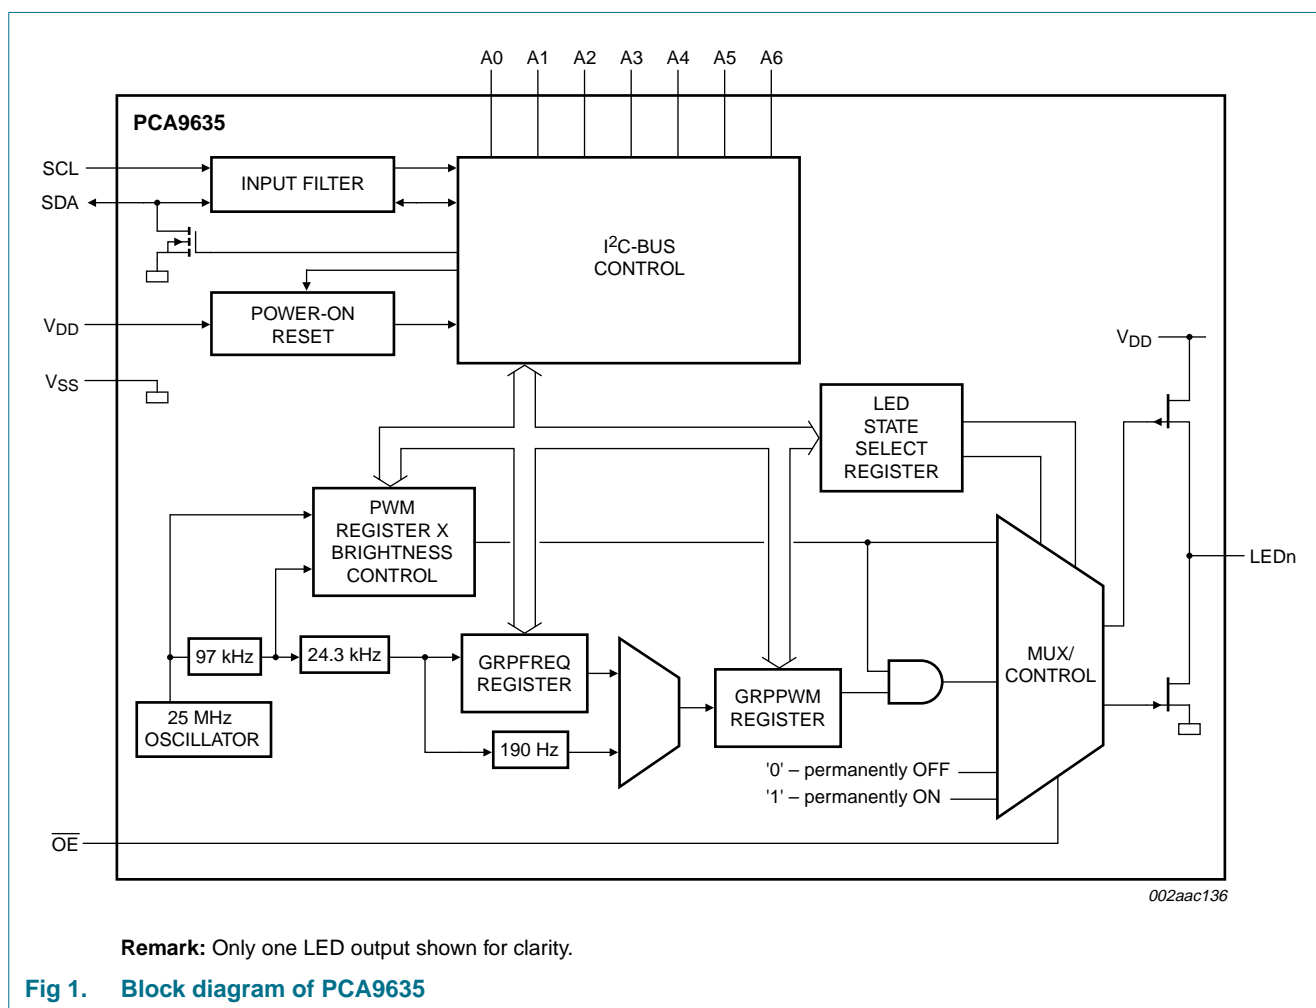 A0 A1 A2 A3 A4 A5 A6
PCA9635
SCL
SDA
INPUT FILTER
I2C-BUS
CONTROL
VDD
POWER-ON
RESET
VSS
VDD
LED
STATE
SELECT
REGISTER
PWM
REGISTER X
BRIGHTNESS
CONTROL
LEDn
97 kHz
24.3 kHz
GRPFREQ
REGISTER
GRPPWM
REGISTER
MUX/
CONTROL
25 MHz
OSCILLATOR
190 Hz
'0' – permanently OFF
'1' – permanently ON
OE
002aac136
Remark: Only one LED output shown for clarity.
Fig 1. Block diagram of PCA9635